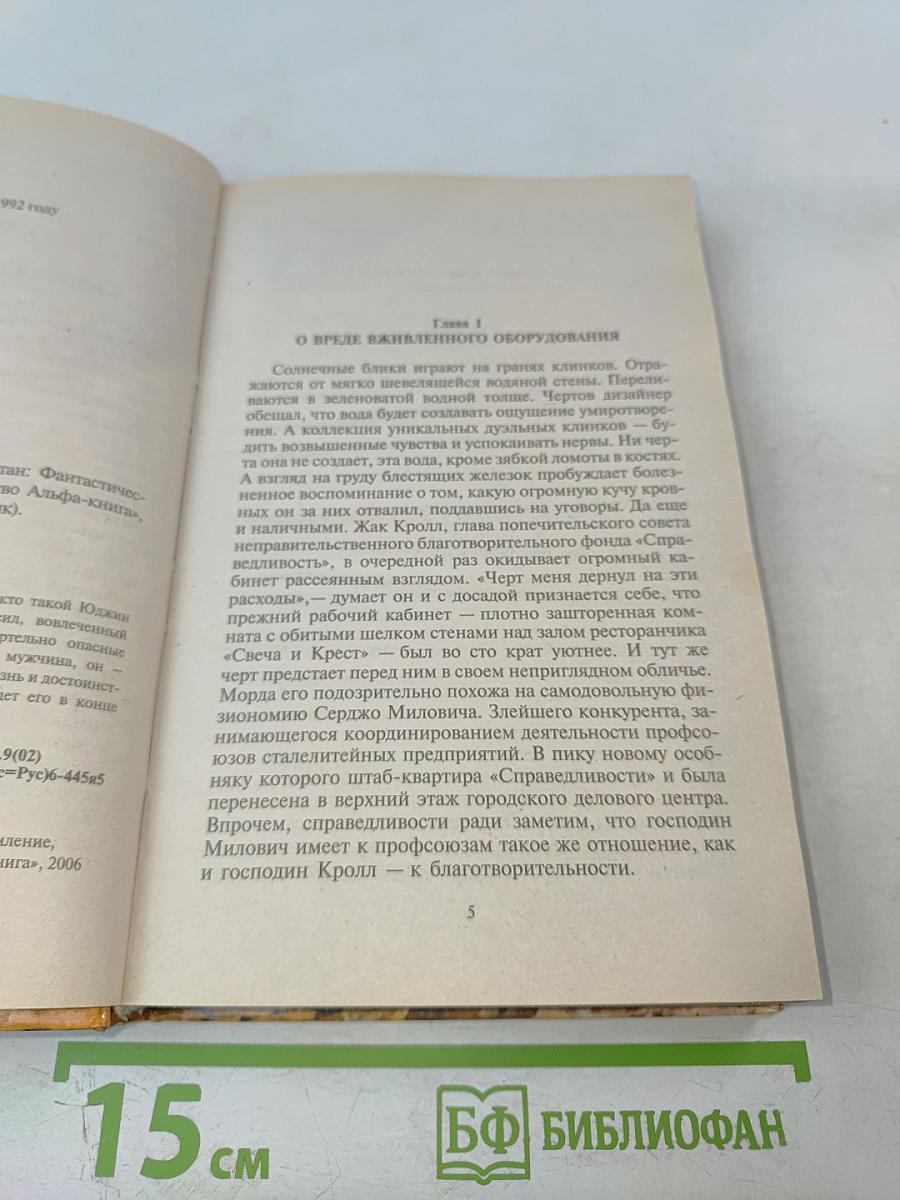 992 году
тан: Фантастичес-
во Альфа-книга»,
ик).
кто такой Юджин
сил, вовлеченный
ртельно опасные
мужчина, он –
знь и достоинст-
дет его в конце
.9(02)
с=Рус)6-445я5
мление,
нига», 2006
Глава 1
О ВРЕДЕ ВЖИВЛЕННОГО ОБОРУДОВАНИЯ
Солнечные блики играют на гранях клинков. Отра-
жаются от мягко шевелящейся водяной стены. Перели-
ваются в зеленоватой водной толще. Чертов дизайнер
обещал, что вода будет создавать ощущение умиротворе-
ния. А коллекция уникальных дуэльных клинков — бу-
дить возвышенные чувства и успокаивать нервы. Ни чер-
та она не создает, эта вода, кроме зябкой ломоты в костях.
А взгляд на груду блестящих железок пробуждает болез-
ненное воспоминание о том, какую огромную кучу кров-
ных он за них отвалил, поддавшись на уговоры. Да еще
и наличными. Жак Кролл, глава попечительского совета
неправительственного благотворительного фонда «Спра-
ведливость», в очередной раз окидывает огромный ка-
бинет рассеянным взглядом. «Черт меня дернул на эти
расходы»,— думает он и с досадой признается себе, что
прежний рабочий кабинет — плотно зашторенная ком-
ната с обитыми шелком стенами над залом ресторанчика
«Свеча и Крест» — был во сто крат уютнее. И тут же
черт предстает перед ним в своем неприглядном обличье.
Морда его подозрительно похожа на самодовольную фи-
зиономию Серджо Миловича. Злейшего конкурента, за-
нимающегося координированием деятельности профсо-
юзов сталелитейных предприятий. В пику новому особ-
няку которого штаб-квартира «Справедливости» и была
перенесена в верхний этаж городского делового центра.
Впрочем, справедливости ради заметим, что господин
Милович имеет к профсоюзам такое же отношение, как
и господин Кролл — к благотворительности.
5
15 см
БФ БИБЛИОФАН